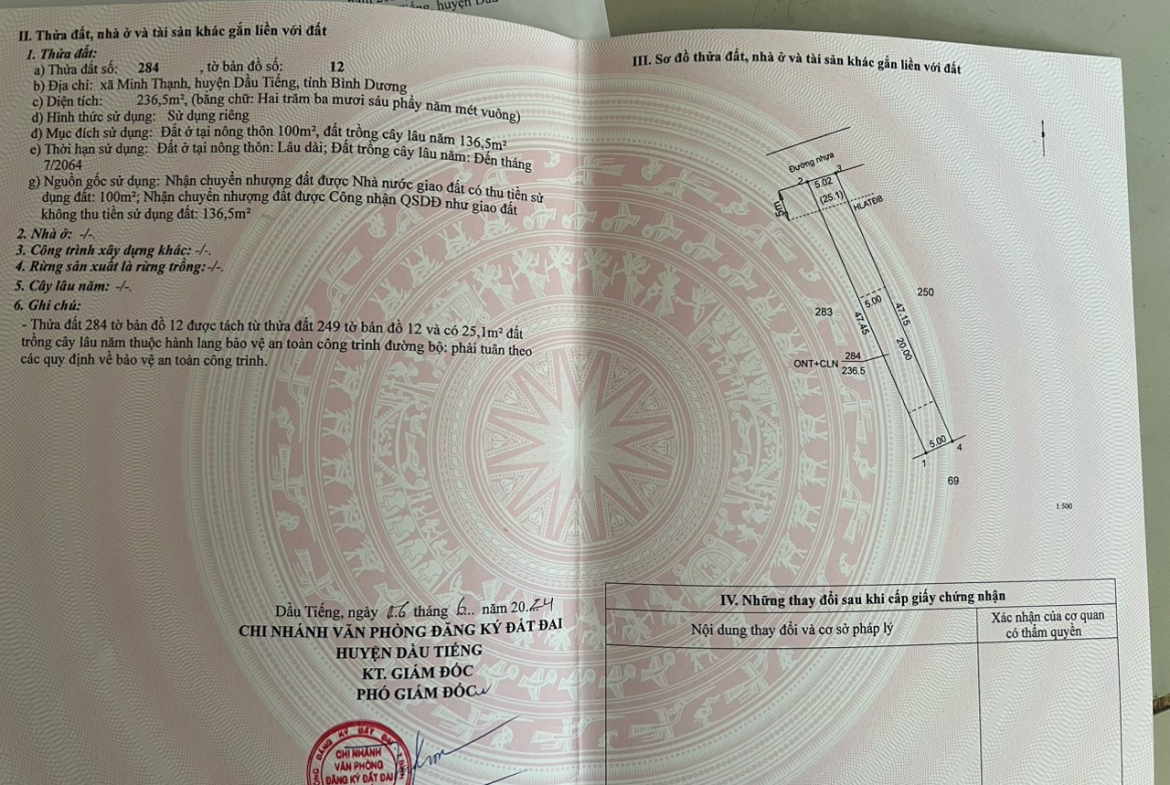 huyện Dầu
II. Thửa đất, nhà ở và tài sản khác gắn liền với đất
1. Thửa đất:
a) Thửa đất số: 284 , tờ bản đồ số: 12
b) Địa chỉ: xã Minh Thạnh, huyện Dầu Tiếng, tỉnh Bình Dương
c) Diện tích: 236,5m², (bằng chữ: Hai trăm ba mươi sáu phẩy năm mét vuông)
d) Hình thức sử dụng: Sử dụng riêng
đ) Mục đích sử dụng: Đất ở tại nông thôn 100m², đất trồng cây lâu năm 136,5m²
e) Thời hạn sử dụng: Đất ở tại nông thôn: Lâu dài; Đất trồng cây lâu năm: Đến tháng
7/2064
g) Nguồn gốc sử dụng: Nhận chuyển nhượng đất được Nhà nước giao đất có thu tiền sử
dụng đất: 100m²; Nhận chuyển nhượng đất được Công nhận QSDĐ như giao đất
không thu tiền sử dụng đất: 136,5m²
2. Nhà ở: -/-.
3. Công trình xây dựng khác: -/-.
4. Rừng sản xuất là rừng trồng: -/-.
5. Cây lâu năm: -/-.
6. Ghi chú:
- Thửa đất 284 tờ bản đồ 12 được tách từ thửa đất 249 tờ bản đồ 12 và có 25,1m² đất
trồng cây lâu năm thuộc hành lang bảo vệ an toàn công trình đường bộ: phải tuân theo
các quy định về bảo vệ an toàn công trình.
Dầu Tiếng, ngày 26 tháng 6.. năm 20.24
CHI NHÁNH VĂN PHÒNG ĐĂNG KÝ ĐẤT ĐAI
HUYỆN DẦU TIẾNG
KT. GIÁM ĐỐC
PHÓ GIÁM ĐỐC
ĐĂNG KÝ ĐẤT ĐAI
CHI NHÁNH
VĂN PHÒNG
ĐĂNG KÝ ĐẤT ĐAI
III. Sơ đồ thửa đất, nhà ở và tài sản khác gắn liền với đất
Đường nhựa
2 3
5.02
5m
(25.1)
HLATĐB
250
283
5.00
47.45
47.15
20.00
ONT+CLN 284
236.5
5.00
1 4
69
1:500
IV. Những thay đổi sau khi cấp giấy chứng nhận
Nội dung thay đổi và cơ sở pháp lý
Xác nhận của cơ quan
có thẩm quyền